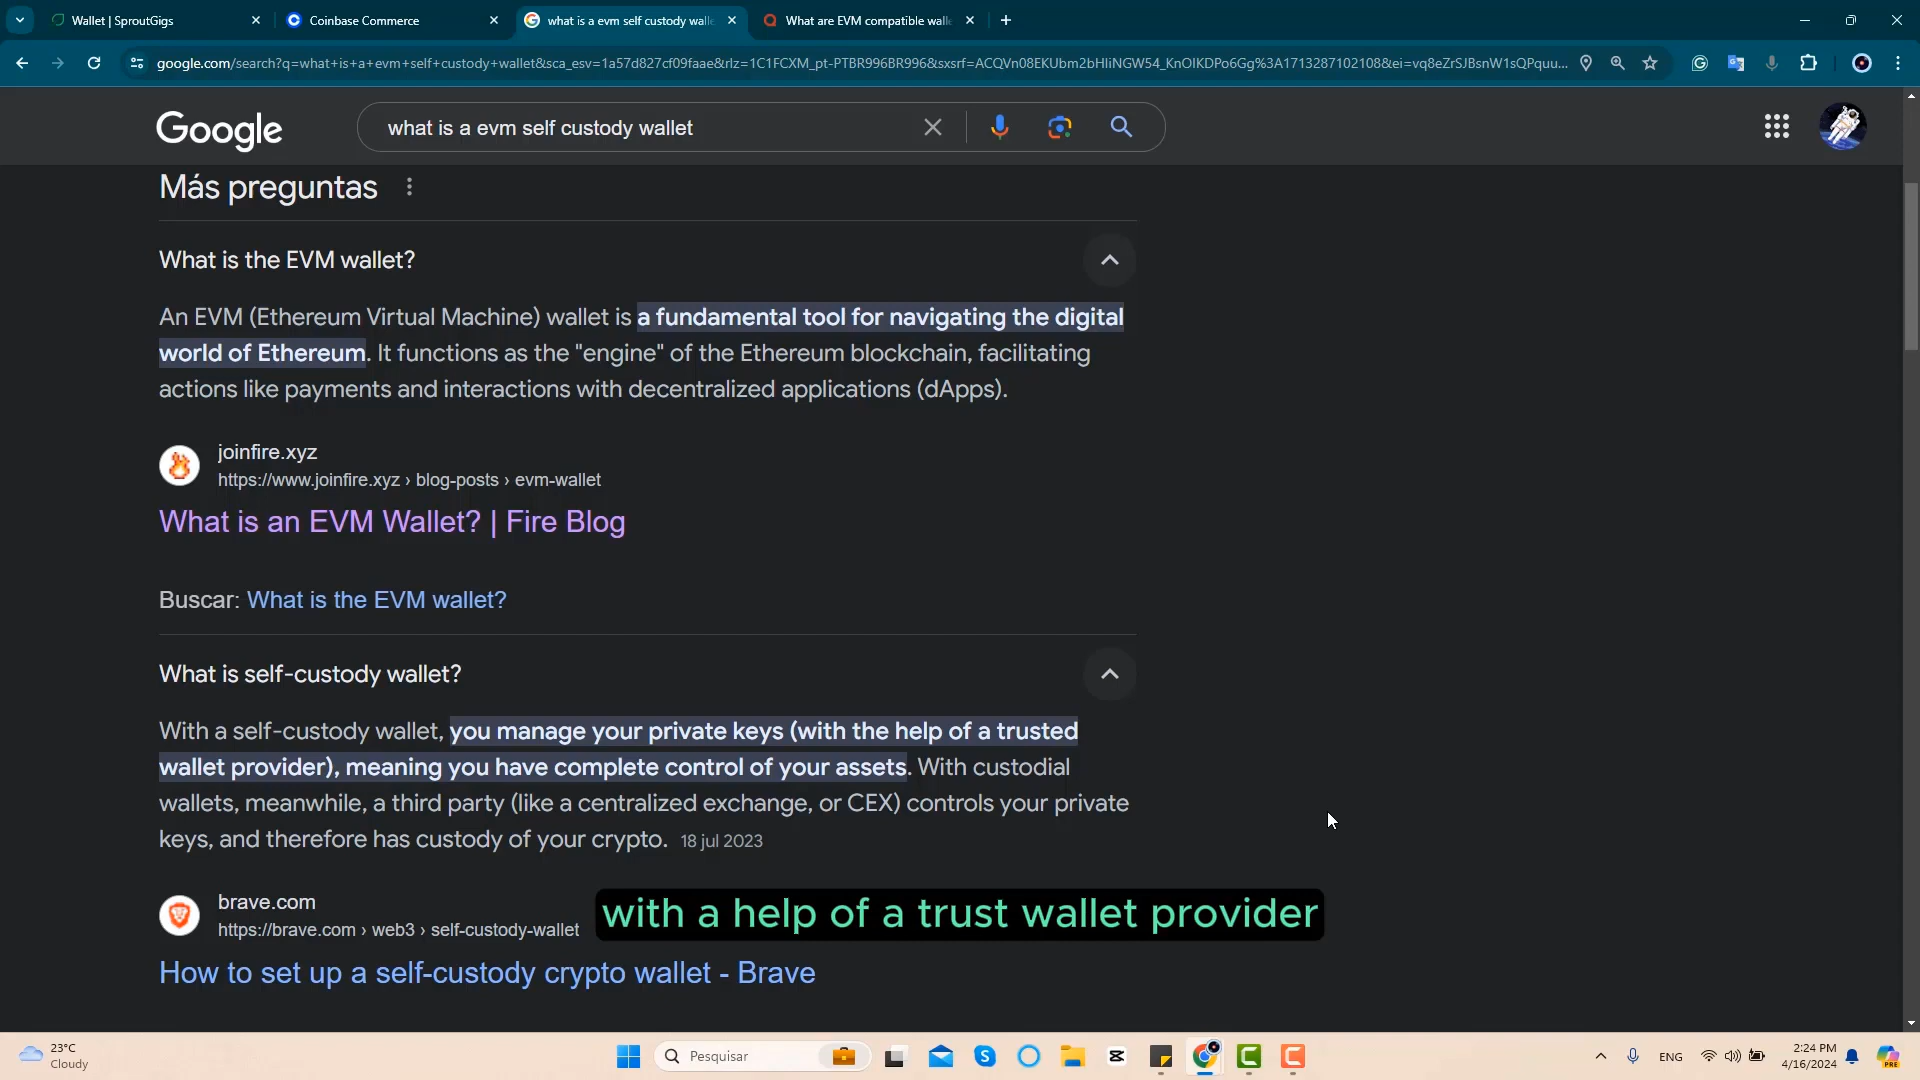 Wallet | SproutGigs
Coinbase Commerce
what is a evm self custody walle
What are EVM compatible walle
google.com/search?q=what+is+a+evm+self+custody+wallet&sca_esv=1a57d827cf09faae&rlz=1C1FCXM_pt-PTBR996BR996&sxsrf=ACQVn08EKUbm2bHliNGW54_KnOIKDPo6Gg%3A1713287102108&ei=vq8eZrSJBsnW1sQPquu...
Google
what is a evm self custody wallet
Más preguntas
What is the EVM wallet?
An EVM (Ethereum Virtual Machine) wallet is a fundamental tool for navigating the digital
world of Ethereum. It functions as the "engine" of the Ethereum blockchain, facilitating
actions like payments and interactions with decentralized applications (dApps).
joinfire.xyz
https://www.joinfire.xyz › blog-posts › evm-wallet
What is an EVM Wallet? | Fire Blog
Buscar: What is the EVM wallet?
What is self-custody wallet?
With a self-custody wallet, you manage your private keys (with the help of a trusted
wallet provider), meaning you have complete control of your assets. With custodial
wallets, meanwhile, a third party (like a centralized exchange, or CEX) controls your private
keys, and therefore has custody of your crypto. 18 jul 2023
brave.com
https://brave.com › web3 › self-custody-wallet
with a help of a trust wallet provider
How to set up a self-custody crypto wallet - Brave
23°C
Cloudy
Pesquisar
ENG
2:24 PM
4/16/2024
PRE